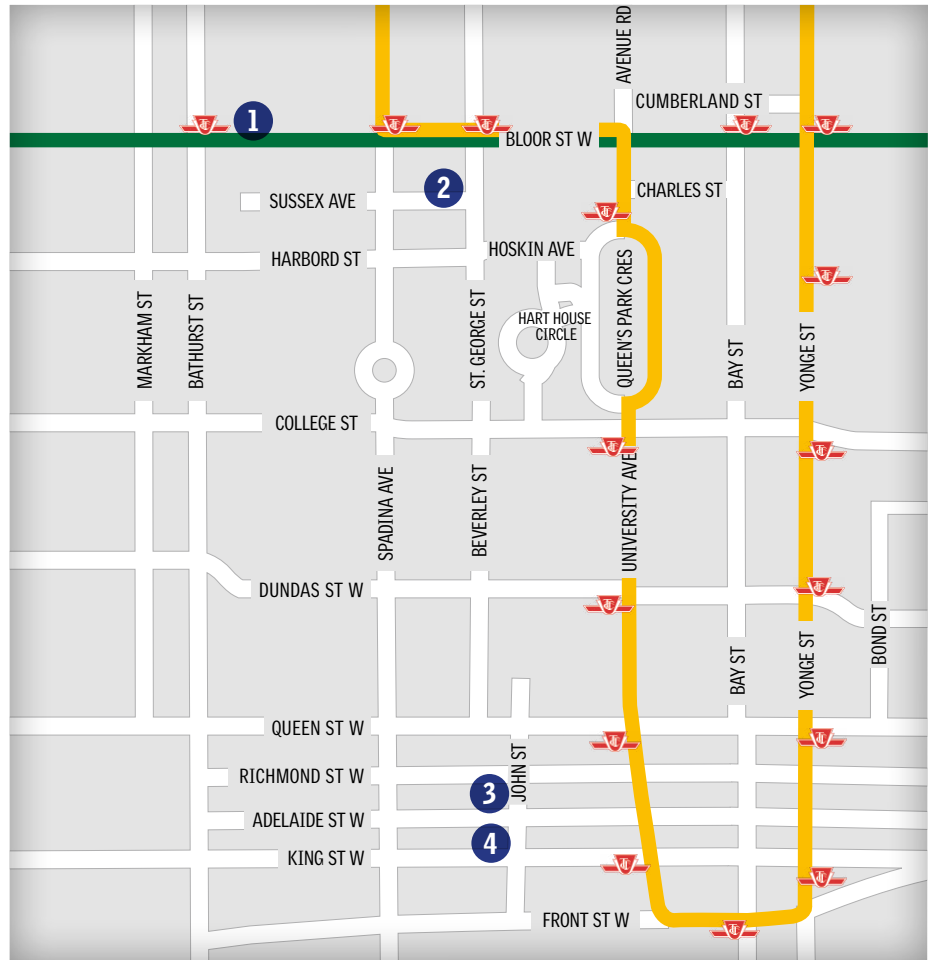 AVENUE RD
CUMBERLAND ST
1
BLOOR ST W
2
CHARLES ST
SUSSEX AVE
HOSKIN AVE
HARBORD ST
MARKHAM ST
BATHURST ST
ST. GEORGE ST
HART HOUSE
CIRCLE
QUEEN'S PARK CRES
BAY ST
YONGE ST
COLLEGE ST
SPADINA AVE
BEVERLEY ST
UNIVERSITY AVE
DUNDAS ST W
BOND ST
BAY ST
YONGE ST
QUEEN ST W
JOHN ST
RICHMOND ST W
3
ADELAIDE ST W
4
KING ST W
FRONT ST W